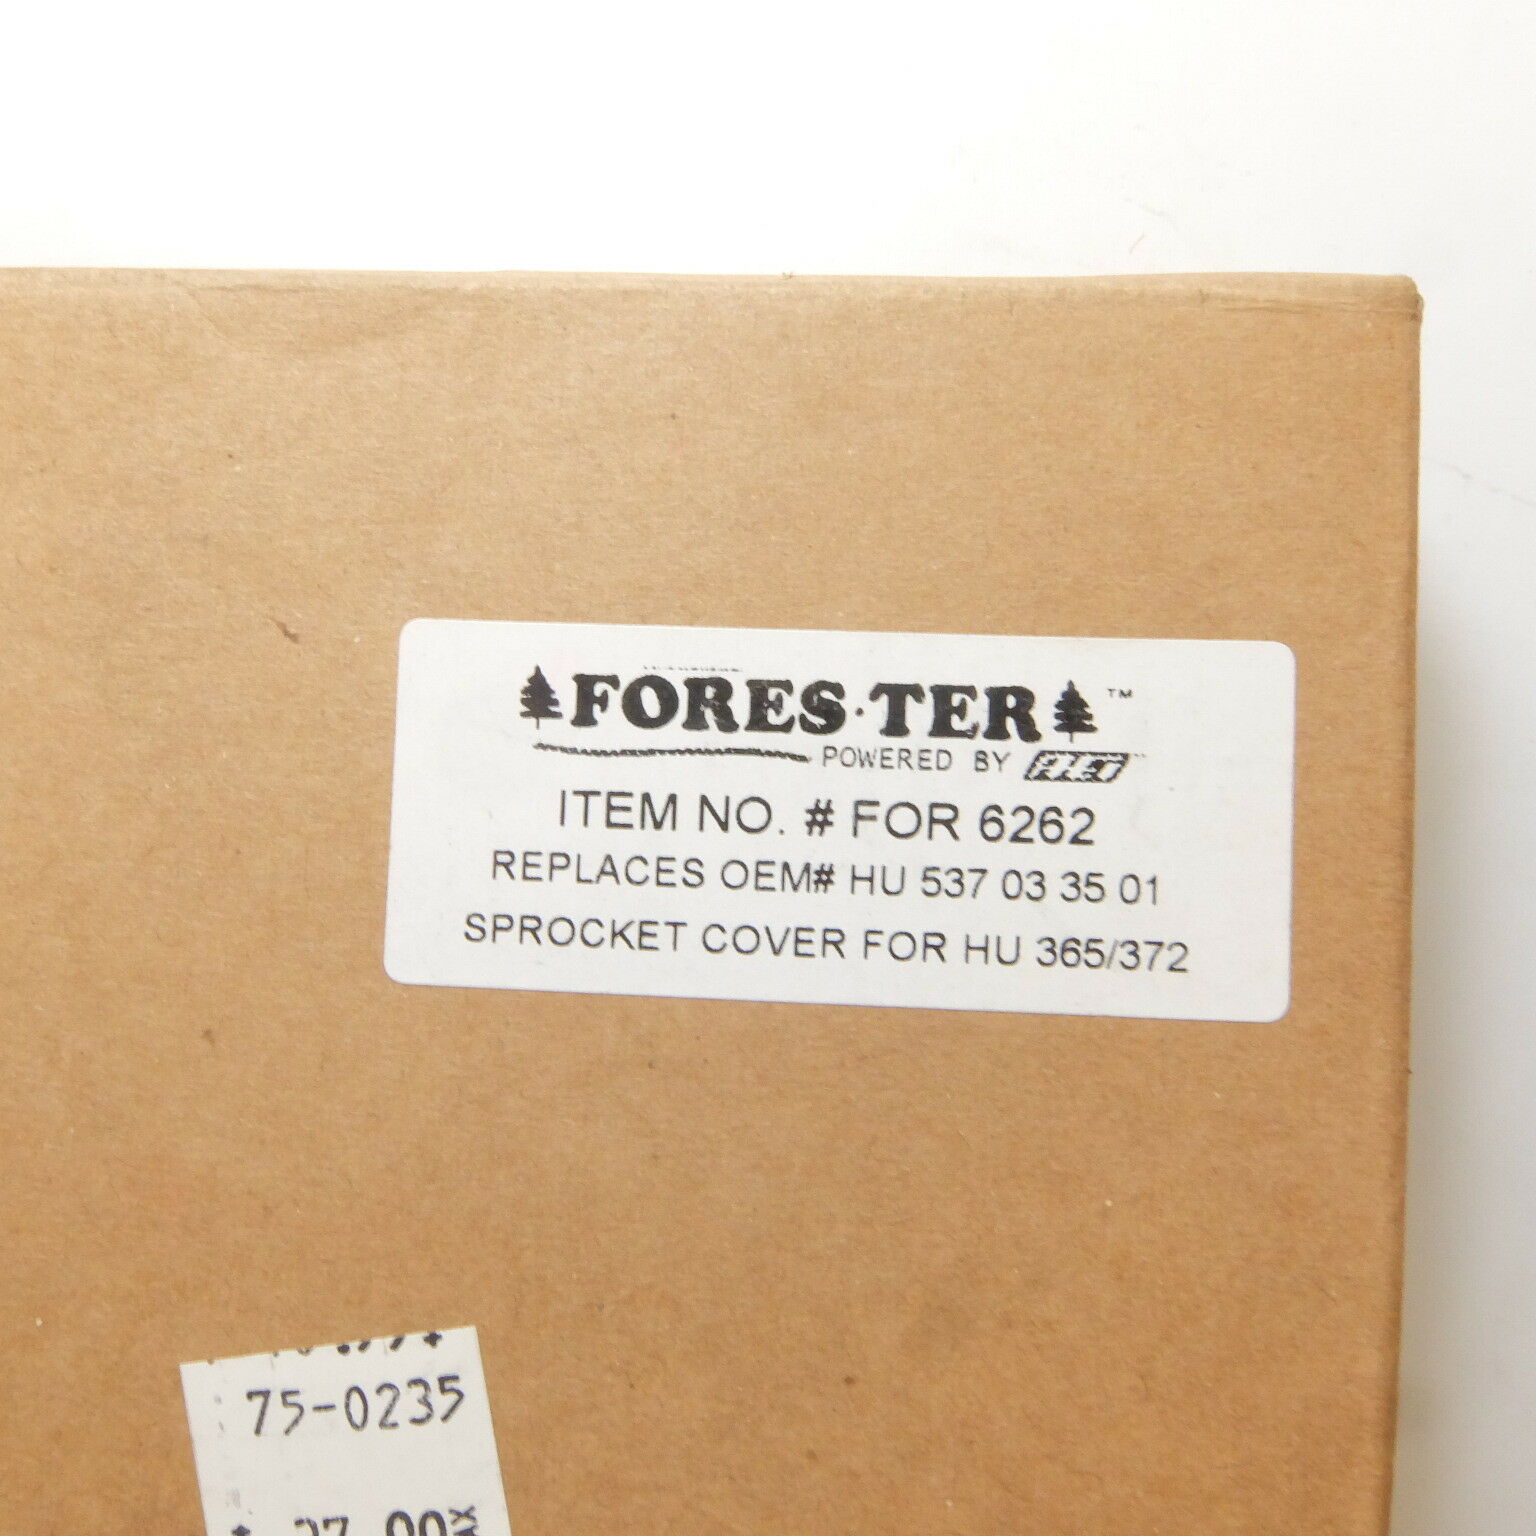 FORES·TER™
POWERED BY
ITEM NO. # FOR 6262
REPLACES OEM# HU 537 03 35 01
SPROCKET COVER FOR HU 365/372
75-0235